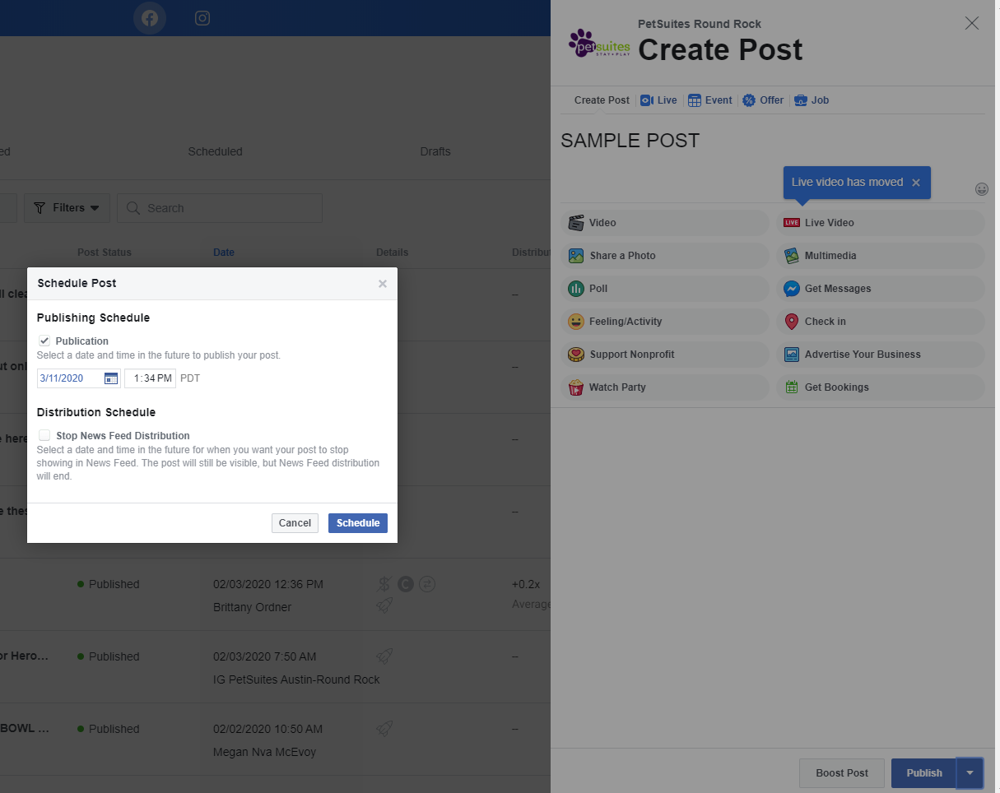 PetSuites Round Rock
petsuites
STAY+PLAY
Create Post
Create Post Live Event Offer Job
SAMPLE POST
Live video has moved
Video
LIVE Live Video
Share a Photo
Multimedia
Poll
Get Messages
Feeling/Activity
Check in
Support Nonprofit
Advertise Your Business
Watch Party
Get Bookings
Boost Post
Publish
ed
Scheduled
Drafts
Filters
Search
Post Status Date Details Distribut
ll clea
–
ut onl
–
e here
–
e thes
–
Schedule Post
Publishing Schedule
Publication
Select a date and time in the future to publish your post.
3/11/2020 1:34 PM PDT
Distribution Schedule
Stop News Feed Distribution
Select a date and time in the future for when you want your post to stop
showing in News Feed. The post will still be visible, but News Feed distribution
will end.
Cancel Schedule
Published 02/03/2020 12:36 PM +0.2x
Brittany Ordner Average
or Hero... Published 02/03/2020 7:50 AM –
IG PetSuites Austin-Round Rock
BOWL ... Published 02/02/2020 10:50 AM –
Megan Nva McEvoy